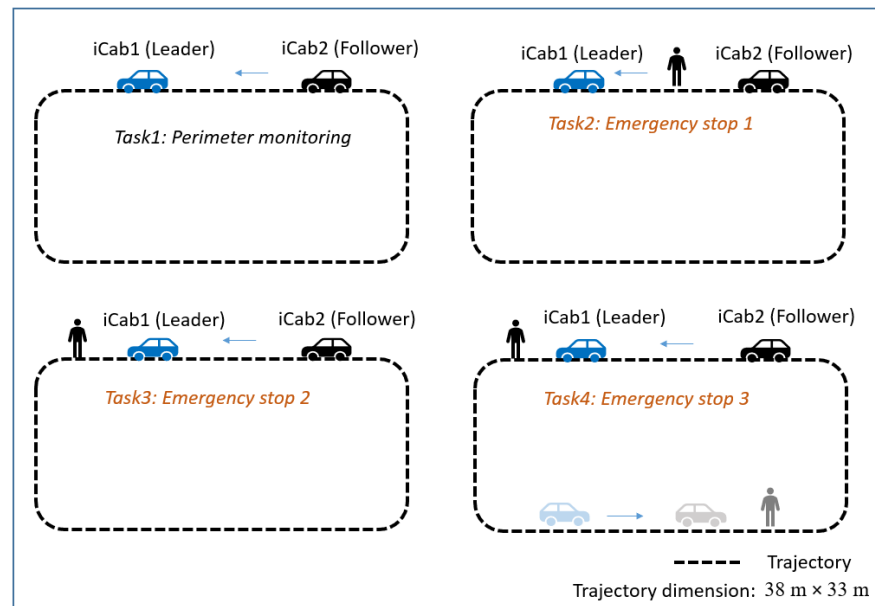 iCab1 (Leader) iCab2 (Follower)
Task1: Perimeter monitoring
iCab1 (Leader) iCab2 (Follower)
Task2: Emergency stop 1
iCab1 (Leader) iCab2 (Follower)
Task3: Emergency stop 2
iCab1 (Leader) iCab2 (Follower)
Task4: Emergency stop 3
Trajectory
Trajectory dimension: 38 m × 33 m